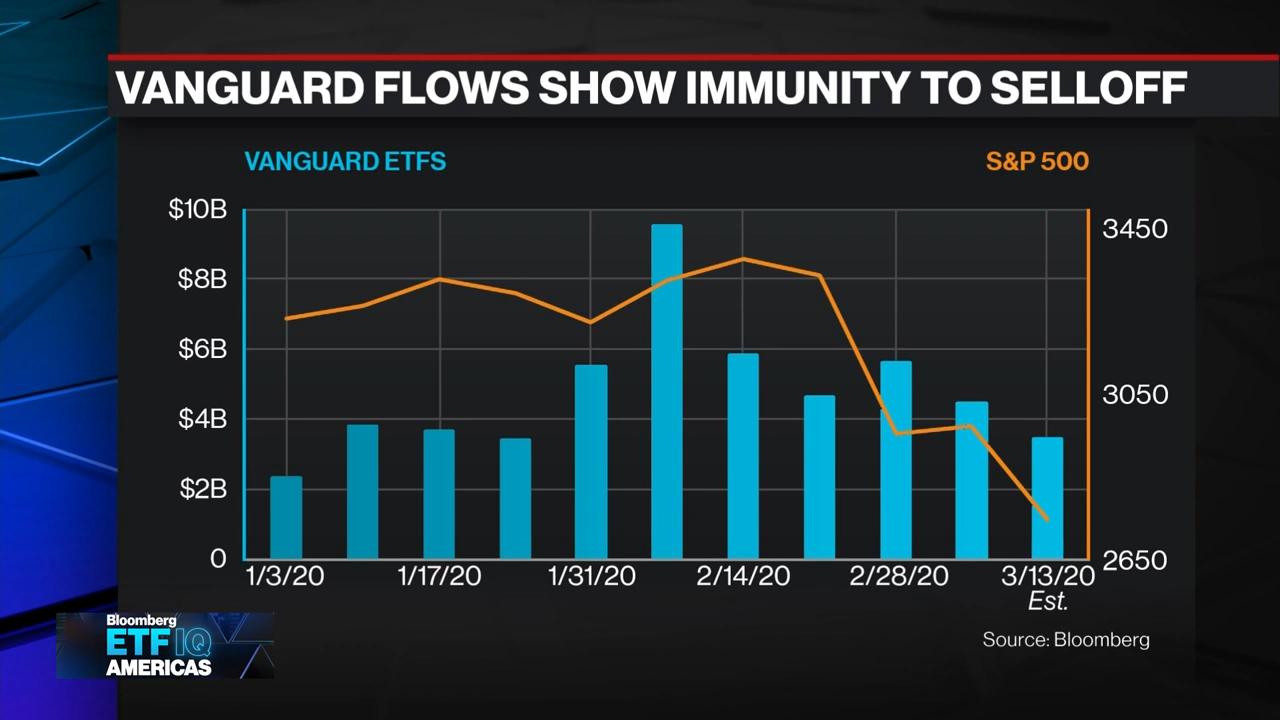 VANGUARD FLOWS SHOW IMMUNITY TO SELLOFF
VANGUARD ETFS
S&P 500
$10B
$8B
$6B
$4B
$2B
0
3450
3050
2650
1/3/20 1/17/20 1/31/20 2/14/20 2/28/20 3/13/20
Est.
Source: Bloomberg
Bloomberg
ETF IQ
AMERICAS